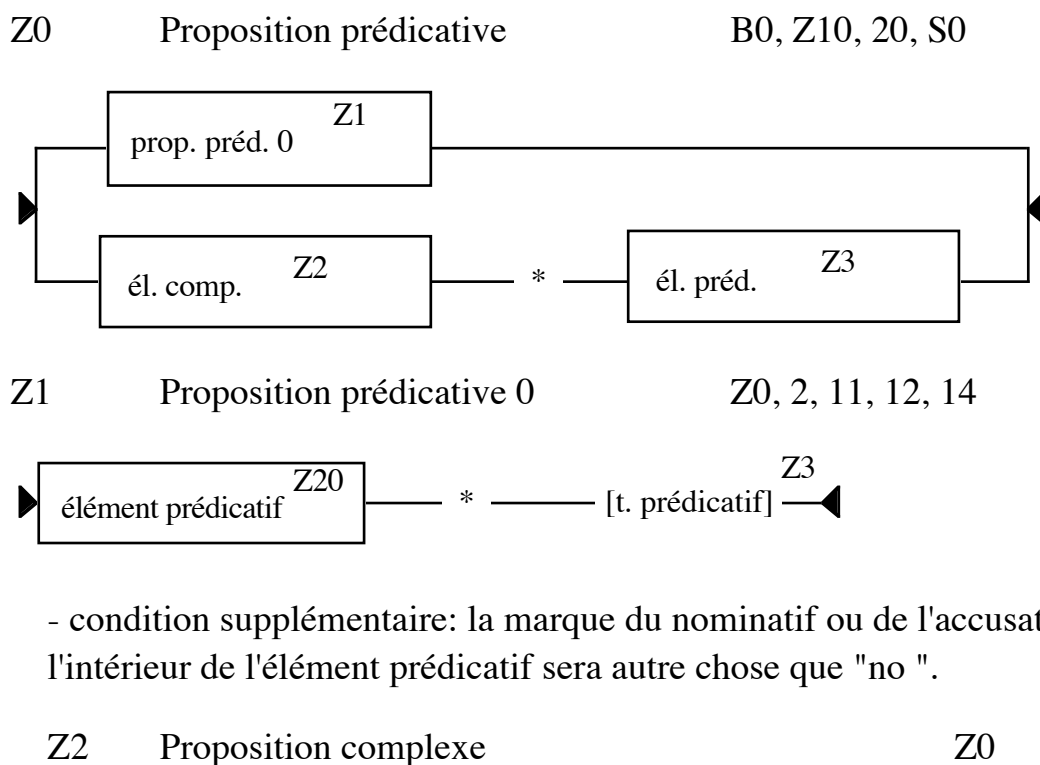 Z0 Proposition prédicative B0, Z10, 20, S0
prop. préd. 0 Z1
él. comp. Z2 * él. préd. Z3
Z1 Proposition prédicative 0 Z0, 2, 11, 12, 14
élément prédicatif Z20 * [t. prédicatif] Z3
- condition supplémentaire: la marque du nominatif ou de l'accusat
l'intérieur de l'élément prédicatif sera autre chose que "no ".
Z2 Proposition complexe Z0